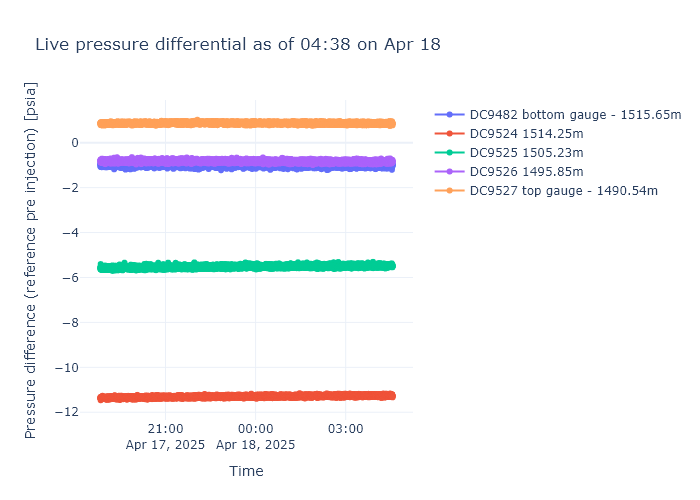 Live pressure differential as of 04:38 on Apr 18
Pressure difference (reference pre injection) [psia]
0
−2
−4
−6
−8
−10
−12
21:00
Apr 17, 2025
00:00
Apr 18, 2025
03:00
Time
DC9482 bottom gauge - 1515.65m
DC9524 1514.25m
DC9525 1505.23m
DC9526 1495.85m
DC9527 top gauge - 1490.54m